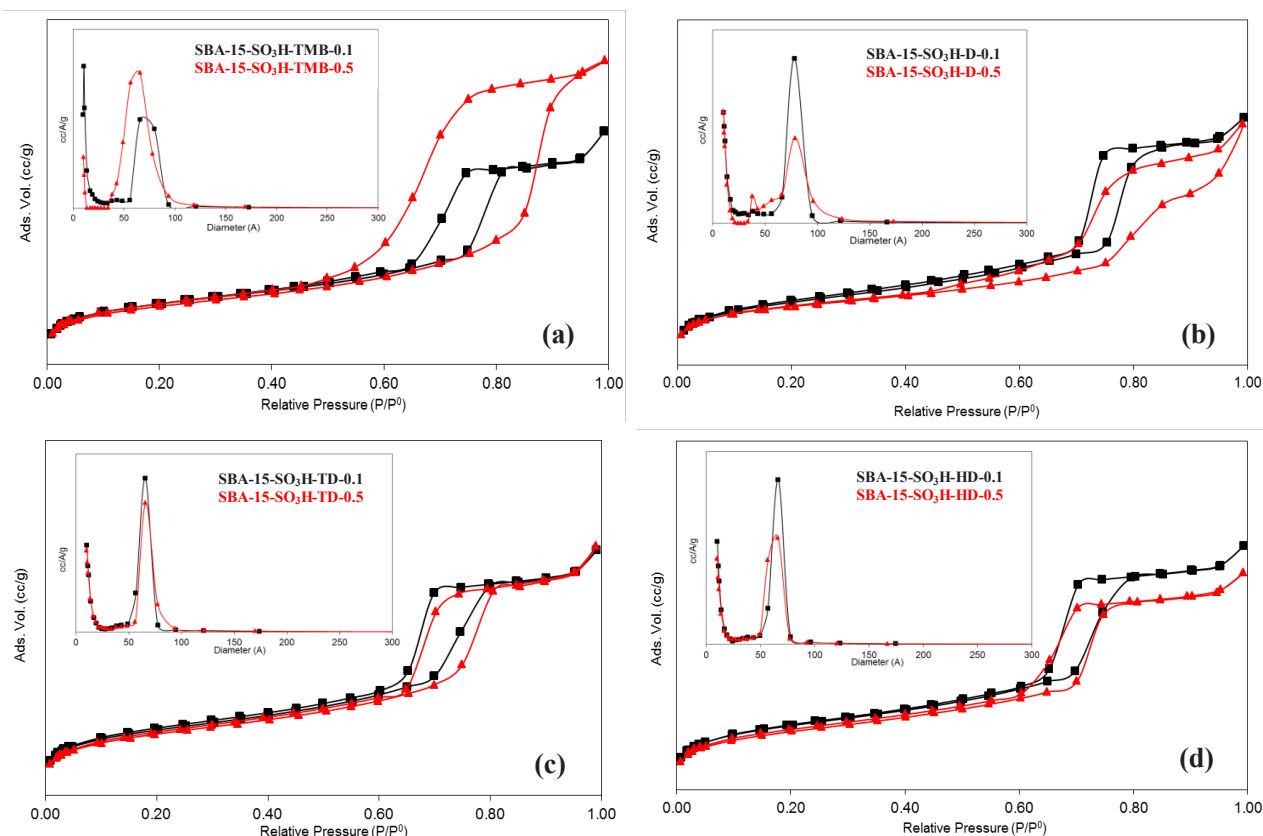 SBA-15-SO₃H-TMB-0.1
SBA-15-SO₃H-TMB-0.5
cc/A/g
0 50 100 150 200 250 300
Diameter (A)
Ads. Vol. (cc/g)
(a)
0.00 0.20 0.40 0.60 0.80 1.00
Relative Pressure (P/P⁰)
SBA-15-SO₃H-D-0.1
SBA-15-SO₃H-D-0.5
cc/A/g
0 50 100 150 200 250 300
Diameter (A)
Ads. Vol. (cc/g)
(b)
0.00 0.20 0.40 0.60 0.80 1.00
Relative Pressure (P/P⁰)
SBA-15-SO₃H-TD-0.1
SBA-15-SO₃H-TD-0.5
cc/A/g
0 50 100 150 200 250 300
Diameter (A)
Ads. Vol. (cc/g)
(c)
0.00 0.20 0.40 0.60 0.80 1.00
Relative Pressure (P/P⁰)
SBA-15-SO₃H-HD-0.1
SBA-15-SO₃H-HD-0.5
cc/A/g
0 50 100 150 200 250 300
Diameter (A)
Ads. Vol. (cc/g)
(d)
0.00 0.20 0.40 0.60 0.80 1.00
Relative Pressure (P/P⁰)